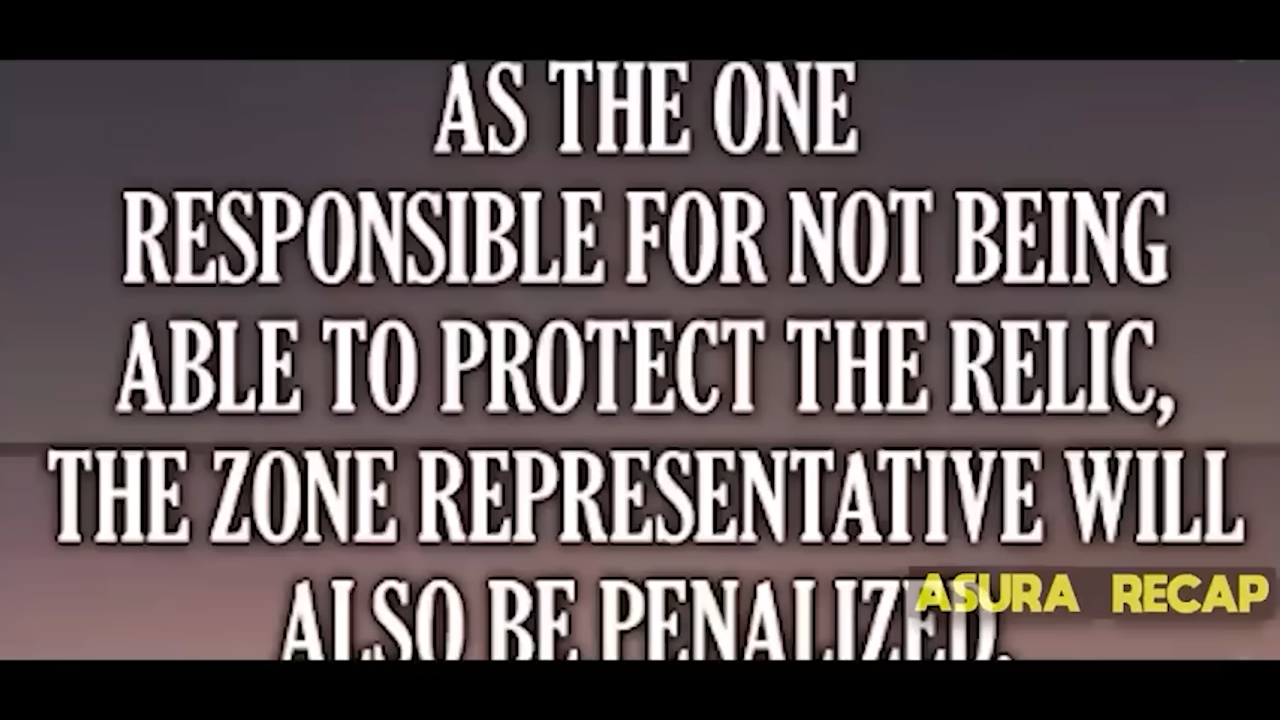 AS THE ONE
RESPONSIBLE FOR NOT BEING
ABLE TO PROTECT THE RELIC,
THE ZONE REPRESENTATIVE WILL
ALSO BE PENALIZED.
ASURA RECAP